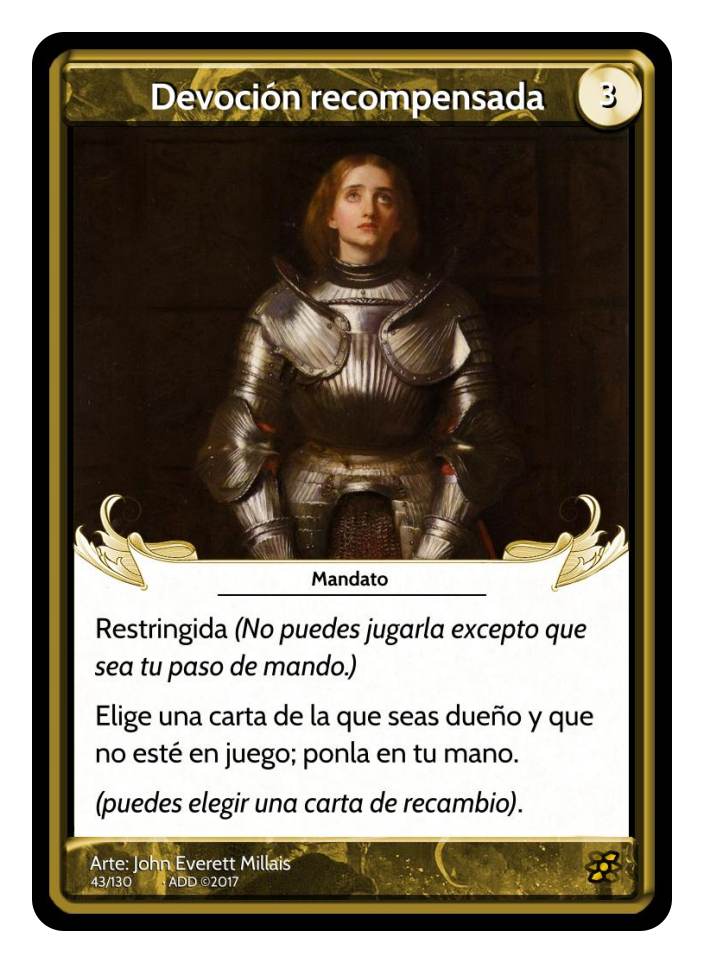 Devoción recompensada
3
Mandato
Restringida (No puedes jugarla excepto que
sea tu paso de mando.)
Elige una carta de la que seas dueño y que
no esté en juego; ponla en tu mano.
(puedes elegir una carta de recambio).
Arte: John Everett Millais
43/130 · ADD ©2017